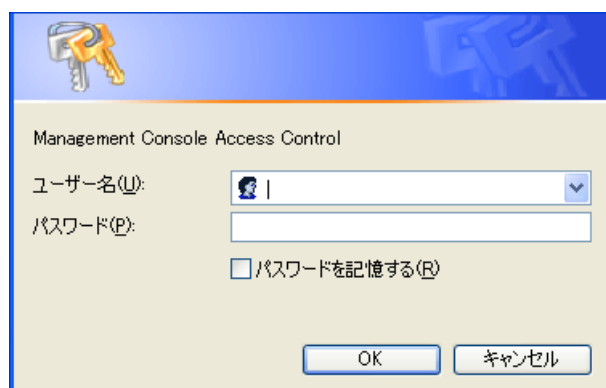 Management Console Access Control
ユーザー名(U):
パスワード(P):
パスワードを記憶する(R)
OK キャンセル